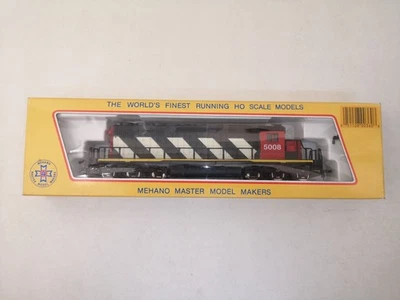 THE WORLD'S FINEST RUNNING HO SCALE MODELS
5008
MEHANO MASTER MODEL MAKERS